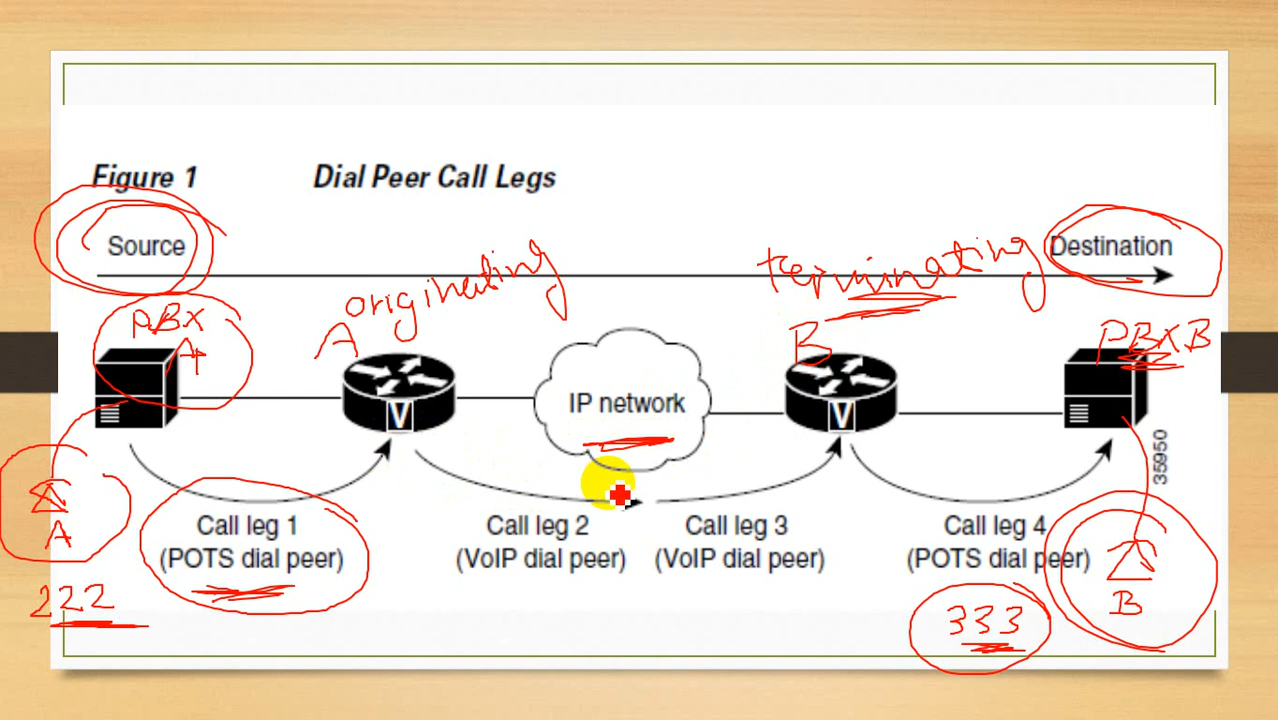 Figure 1 Dial Peer Call Legs
Source
Destination
originating
terminating
PBX
A
A
B
PBX B
V
IP network
V
35950
Call leg 1
(POTS dial peer)
Call leg 2
(VoIP dial peer)
Call leg 3
(VoIP dial peer)
Call leg 4
(POTS dial peer)
A
B
222
333